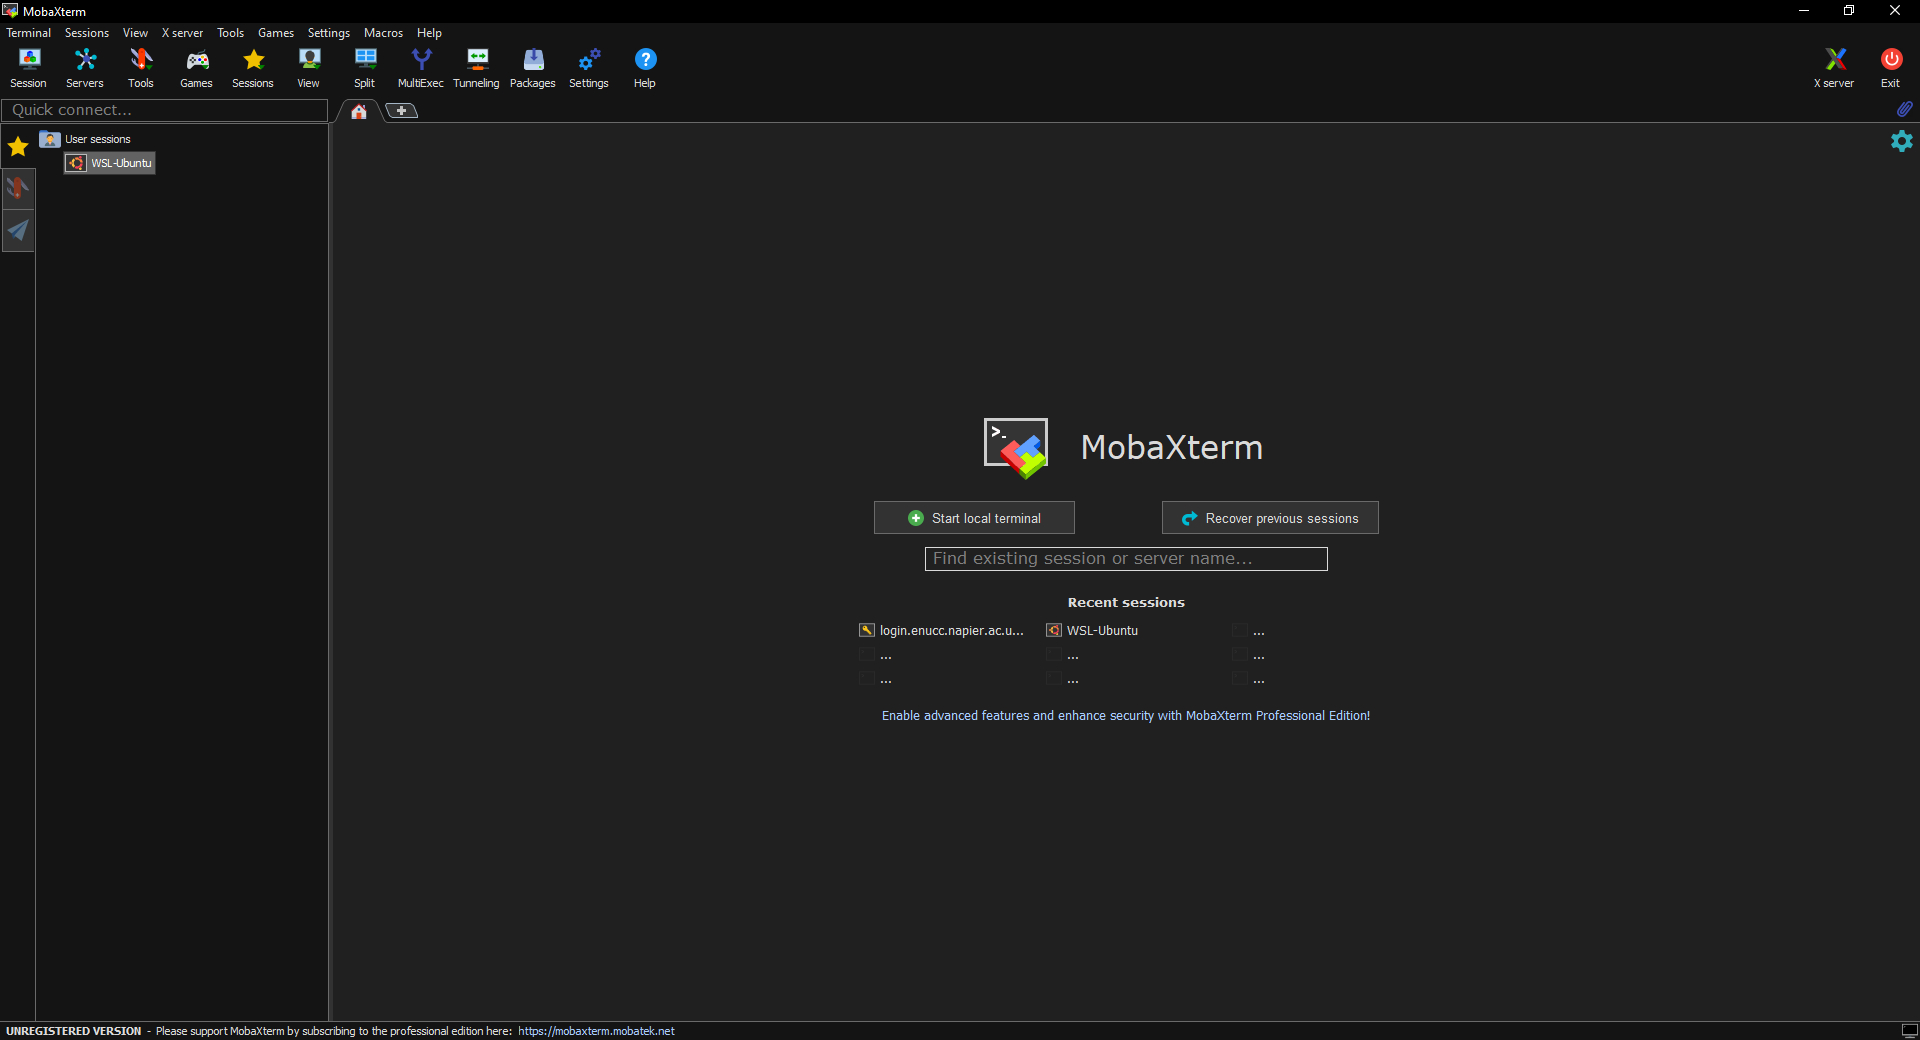 MobaXterm
Terminal Sessions View X server Tools Games Settings Macros Help
Session Servers Tools Games Sessions View Split MultiExec Tunneling Packages Settings Help X server Exit
Quick connect...
User sessions
WSL-Ubuntu
>_
MobaXterm
Start local terminal Recover previous sessions
Find existing session or server name...
Recent sessions
login.enucc.napier.ac.u... WSL-Ubuntu ...
... ... ...
... ... ...
Enable advanced features and enhance security with MobaXterm Professional Edition!
UNREGISTERED VERSION - Please support MobaXterm by subscribing to the professional edition here: https://mobaxterm.mobatek.net